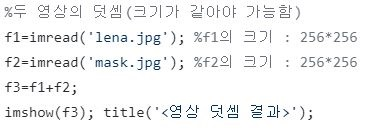 %두 영상의 덧셈(크기가 같아야 가능함)
f1=imread('lena.jpg'); %f1의 크기 : 256*256
f2=imread('mask.jpg'); %f2의 크기 : 256*256
f3=f1+f2;
imshow(f3); title('<영상 덧셈 결과>');